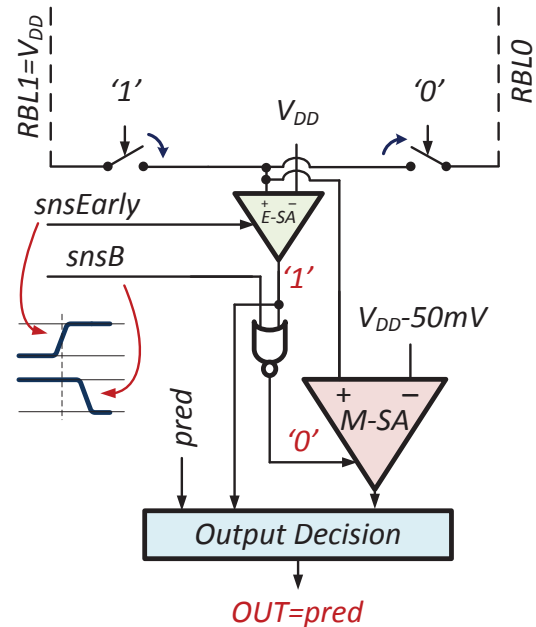 RBL1=VDD
RBL0
'1'
'0'
VDD
snsEarly
+ −
E-SA
snsB
'1'
VDD-50mV
+ −
M-SA
pred
'0'
Output Decision
OUT=pred